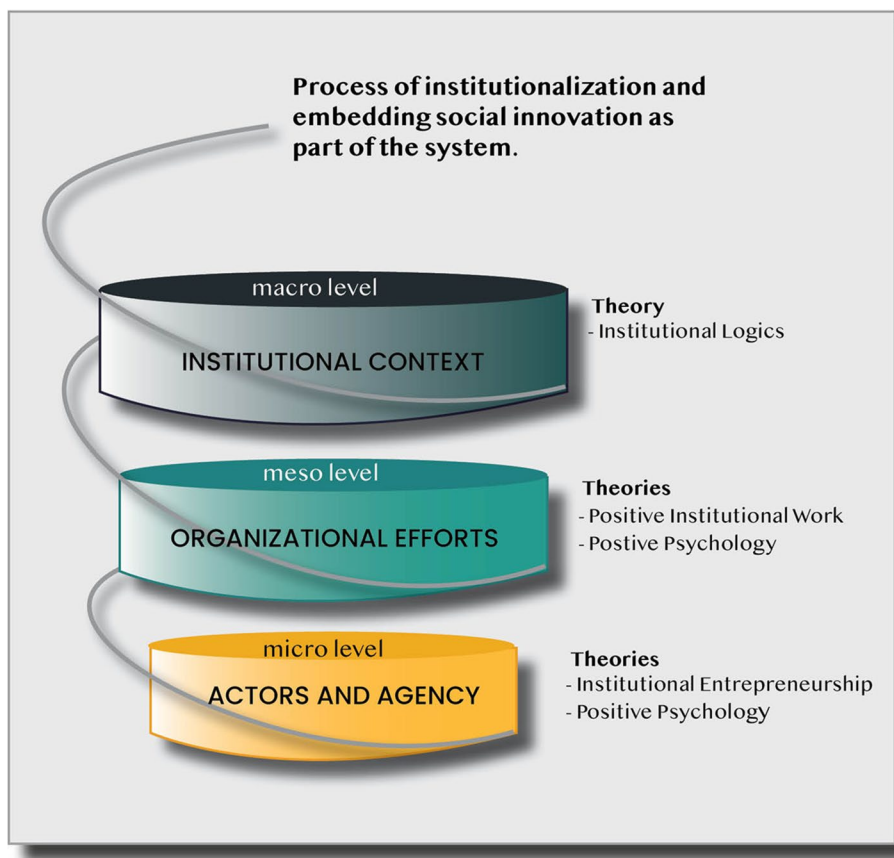 Process of institutionalization and
embedding social innovation as
part of the system.
macro level
INSTITUTIONAL CONTEXT
Theory
- Institutional Logics
meso level
ORGANIZATIONAL EFFORTS
Theories
- Positive Institutional Work
- Postive Psychology
micro level
ACTORS AND AGENCY
Theories
- Institutional Entrepreneurship
- Positive Psychology